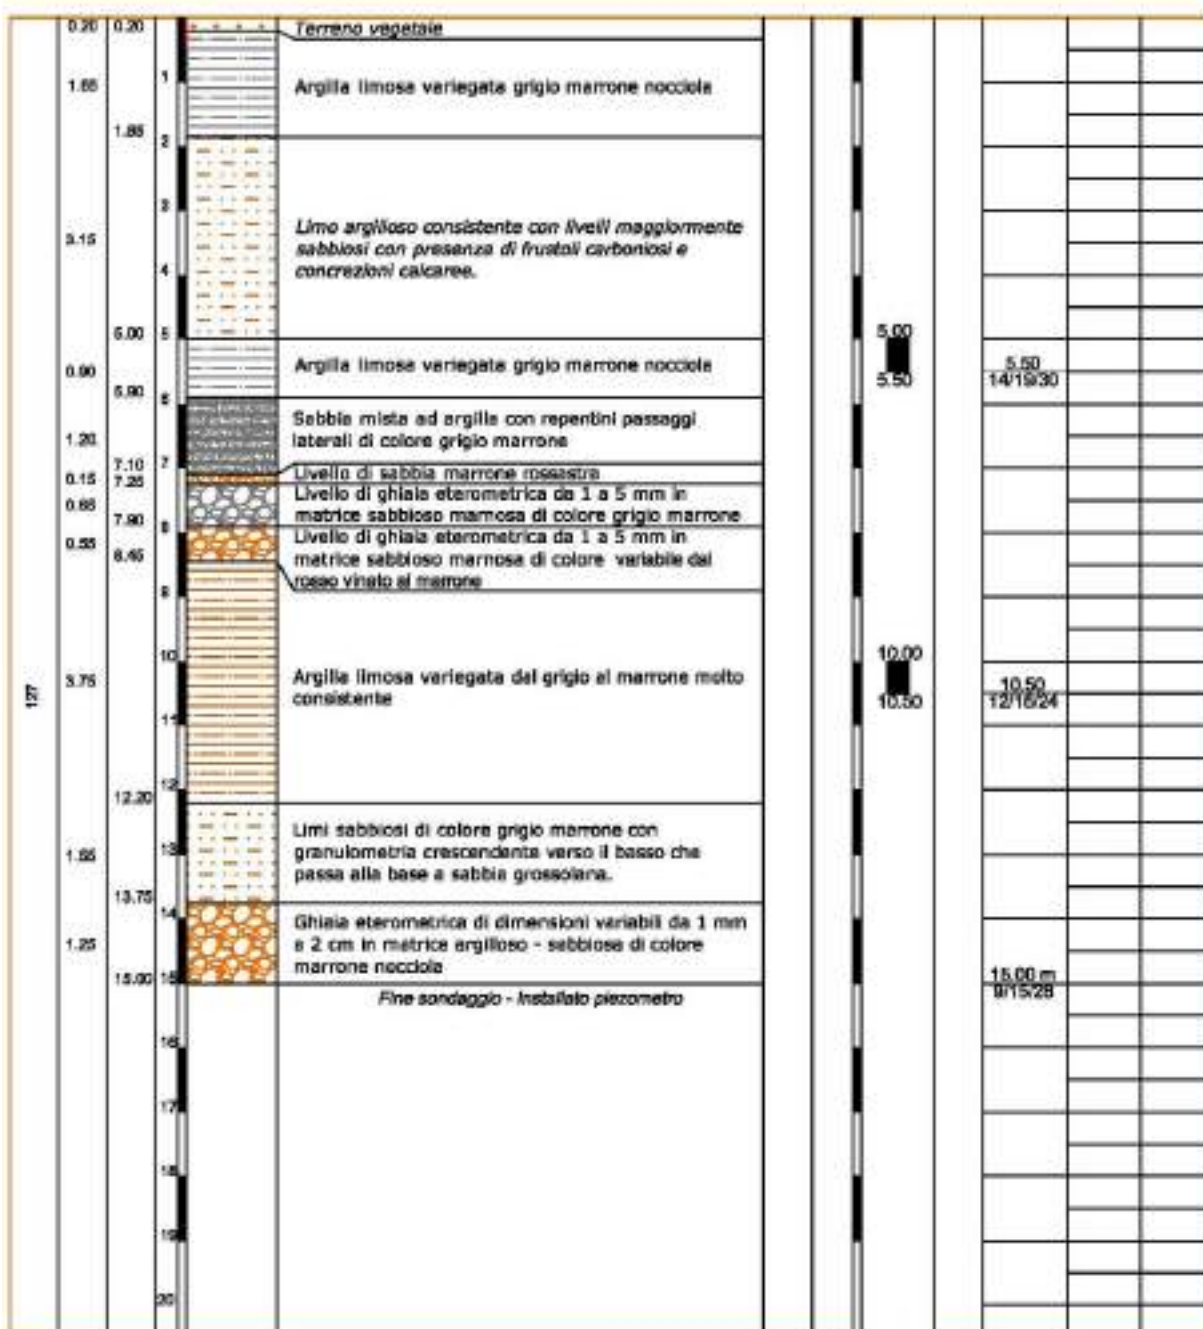 0.20 0.20 Terreno vegetale
1
1.65 Argilla limosa variegata grigio marrone nocciola
1.85
2
3
Limo argilloso consistente con livelli maggiormente
3.15 sabbiosi con presenza di frustoli carboniosi e
4 concrezioni calcaree.
5.00 5 5.00
0.90 Argilla limosa variegata grigio marrone nocciola 5.50
5.50 14/19/30
5.90
6
Sabbia mista ad argilla con repentini passaggi
1.20 laterali di colore grigio marrone
7.10 7
0.15 7.25 Livello di sabbia marrone rossastra
Livello di ghiaia eterometrica da 1 a 5 mm in
0.65 matrice sabbioso marnosa di colore grigio marrone
7.90 8
0.55 Livello di ghiaia eterometrica da 1 a 5 mm in
8.45 matrice sabbioso marnosa di colore variabile dal
rosso vinato al marrone
9
10 10.00
127 3.75 Argilla limosa variegata dal grigio al marrone molto 10.50
consistente 10.50 12/16/24
11
12
12.20
Limi sabbiosi di colore grigio marrone con
1.55 13 granulometria crescendente verso il basso che
passa alla base a sabbia grossolana.
13.75
14
Ghiaia eterometrica di dimensioni variabili da 1 mm
1.25 a 2 cm in matrice argilloso - sabbiosa di colore
marrone nocciola
15.00 15 15.00 m
Fine sondaggio - Installato piezometro 9/15/28
16
17
18
19
20